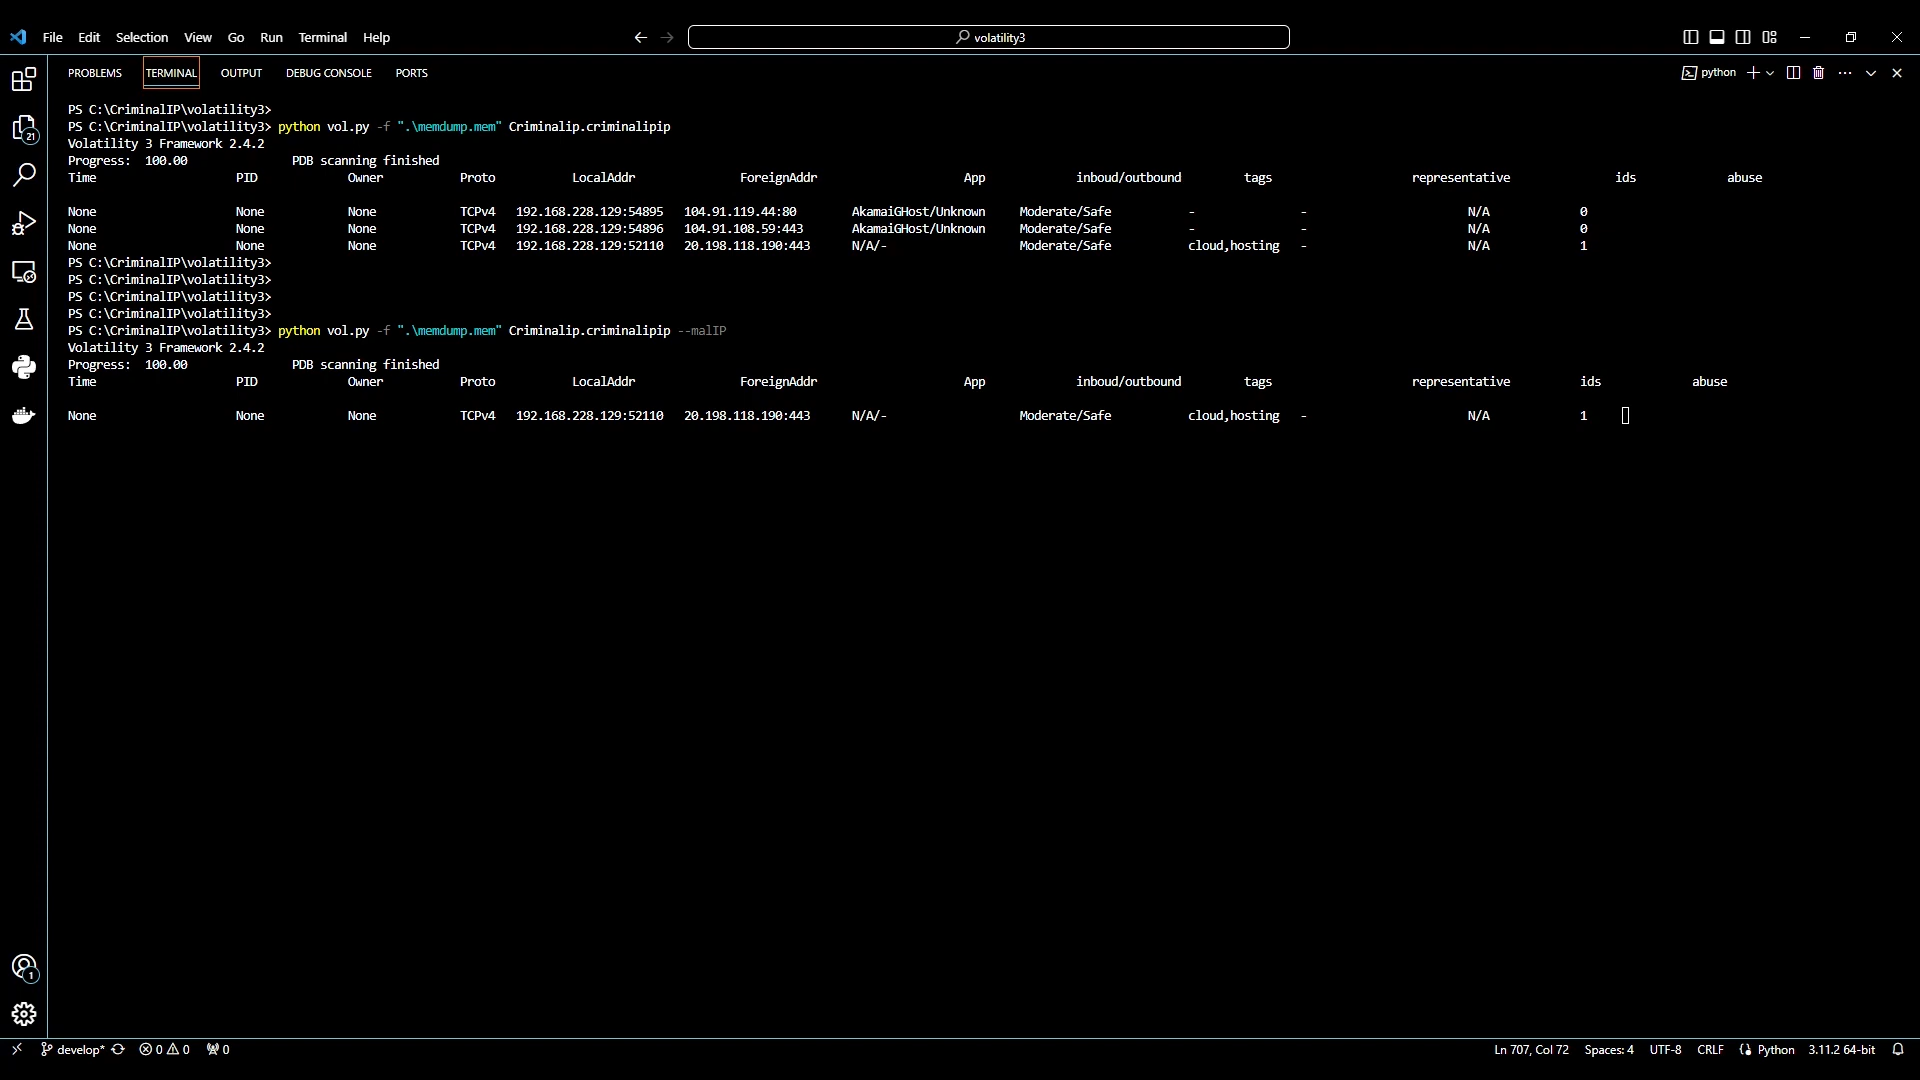 File Edit Selection View Go Run Terminal Help volatility3
PROBLEMS TERMINAL OUTPUT DEBUG CONSOLE PORTS python
PS C:\CriminalIP\volatility3>
PS C:\CriminalIP\volatility3> python vol.py -f ".\memdump.mem" Criminalip.criminalipip
Volatility 3 Framework 2.4.2
Progress: 100.00 PDB scanning finished
Time PID Owner Proto LocalAddr ForeignAddr App inboud/outbound tags representative ids abuse
None None None TCPv4 192.168.228.129:54895 104.91.119.44:80 AkamaiGHost/Unknown Moderate/Safe - - N/A 0
None None None TCPv4 192.168.228.129:54896 104.91.108.59:443 AkamaiGHost/Unknown Moderate/Safe - - N/A 0
None None None TCPv4 192.168.228.129:52110 20.198.118.190:443 N/A/- Moderate/Safe cloud,hosting - N/A 1
PS C:\CriminalIP\volatility3>
PS C:\CriminalIP\volatility3>
PS C:\CriminalIP\volatility3>
PS C:\CriminalIP\volatility3>
PS C:\CriminalIP\volatility3> python vol.py -f ".\memdump.mem" Criminalip.criminalipip --malIP
Volatility 3 Framework 2.4.2
Progress: 100.00 PDB scanning finished
Time PID Owner Proto LocalAddr ForeignAddr App inboud/outbound tags representative ids abuse
None None None TCPv4 192.168.228.129:52110 20.198.118.190:443 N/A/- Moderate/Safe cloud,hosting - N/A 1
21
1
develop* 0 0 0 Ln 707, Col 72 Spaces: 4 UTF-8 CRLF Python 3.11.2 64-bit